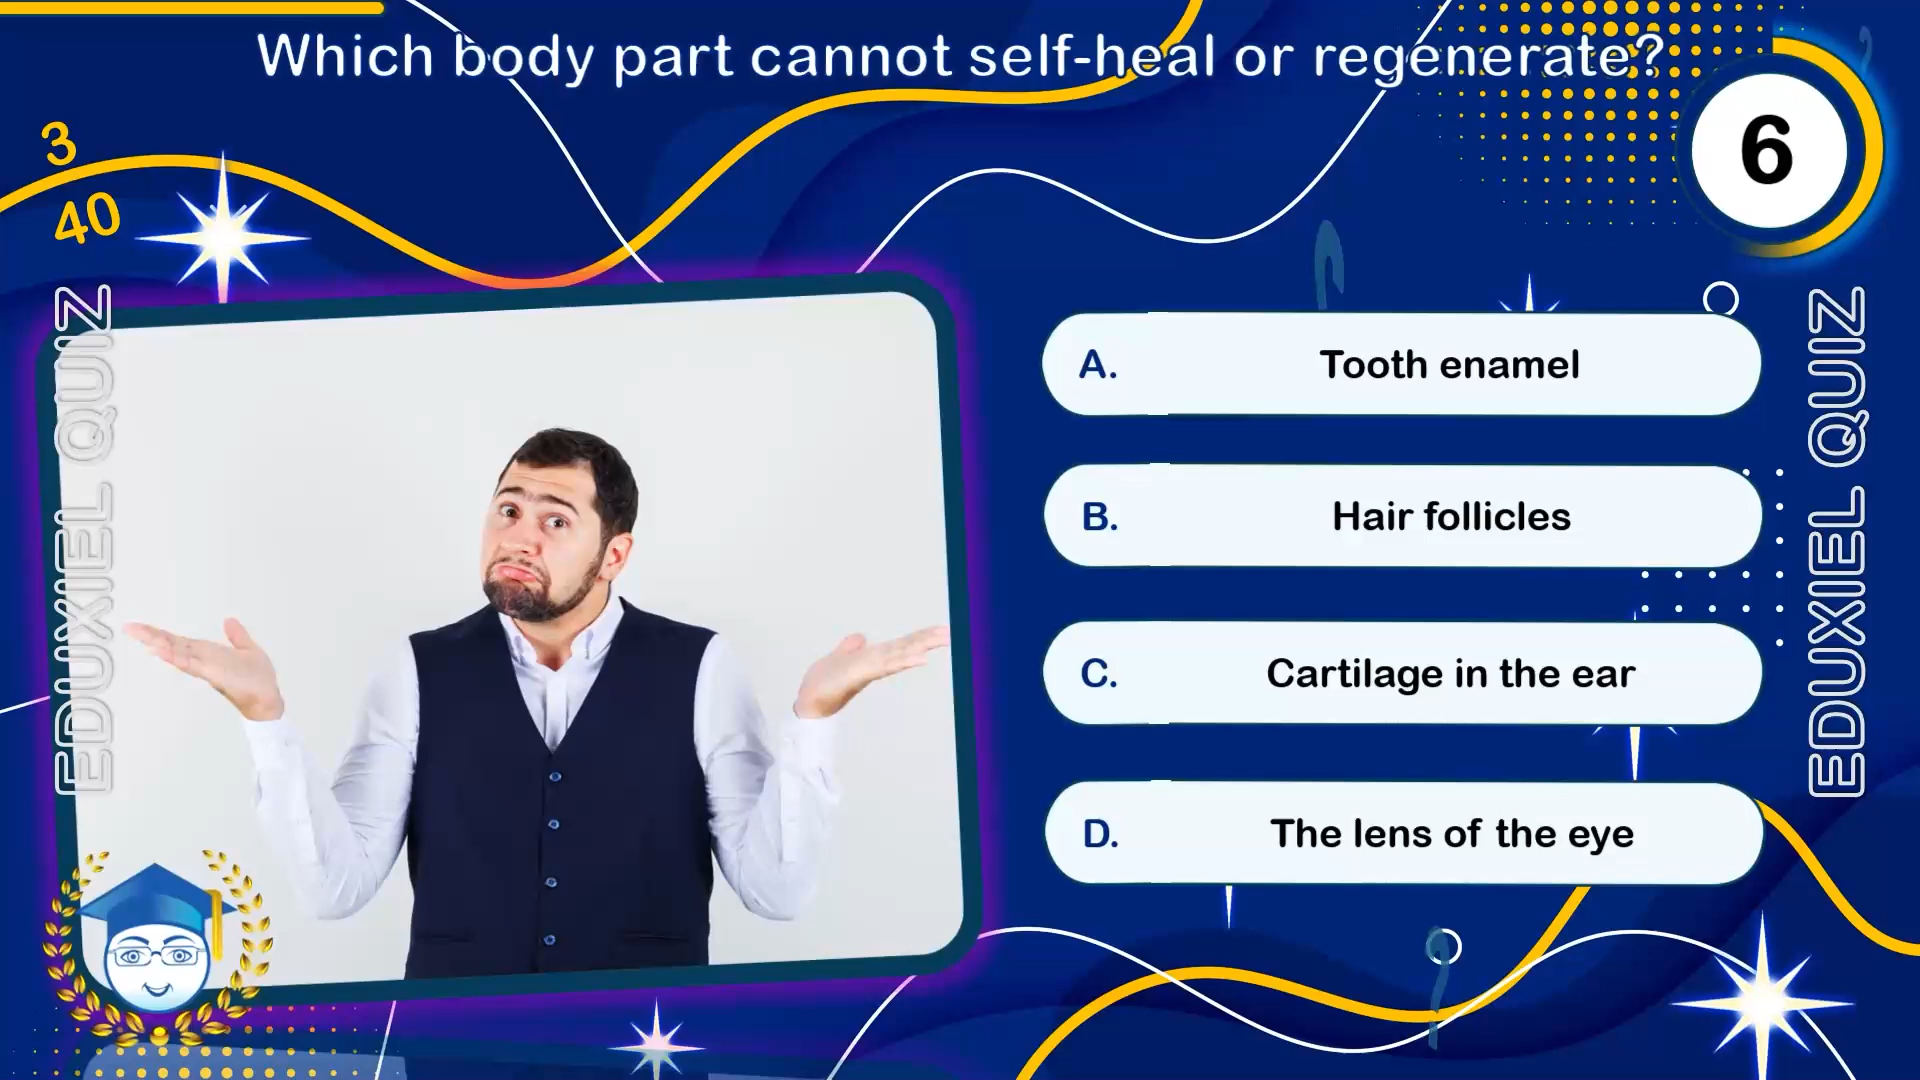 Which body part cannot self-heal or regenerate?
3
40
6
EDUXIEL QUIZ
A. Tooth enamel
B. Hair follicles
C. Cartilage in the ear
D. The lens of the eye
EDUXIEL QUIZ